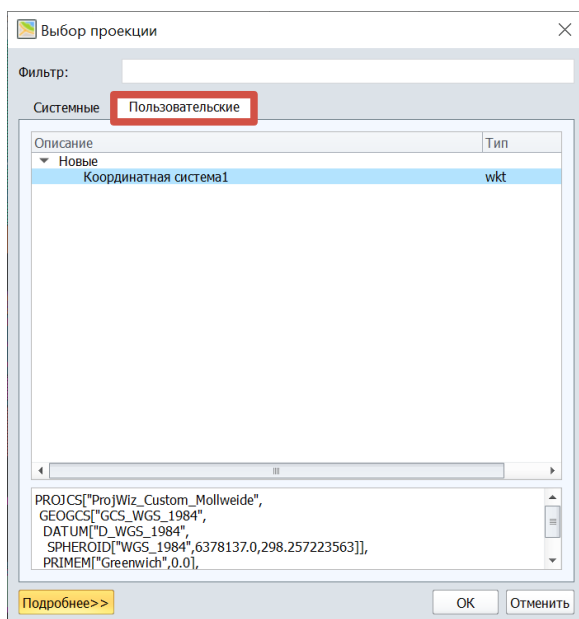 Выбор проекции
Фильтр:
Системные Пользовательские
Описание Тип
Новые
Координатная система1 wkt
PROJCS["ProjWiz_Custom_Mollweide",
GEOGCS["GCS_WGS_1984",
DATUM["D_WGS_1984",
SPHEROID["WGS_1984",6378137.0,298.257223563]],
PRIMEM["Greenwich",0.0],
Подробнее>> OK Отменить